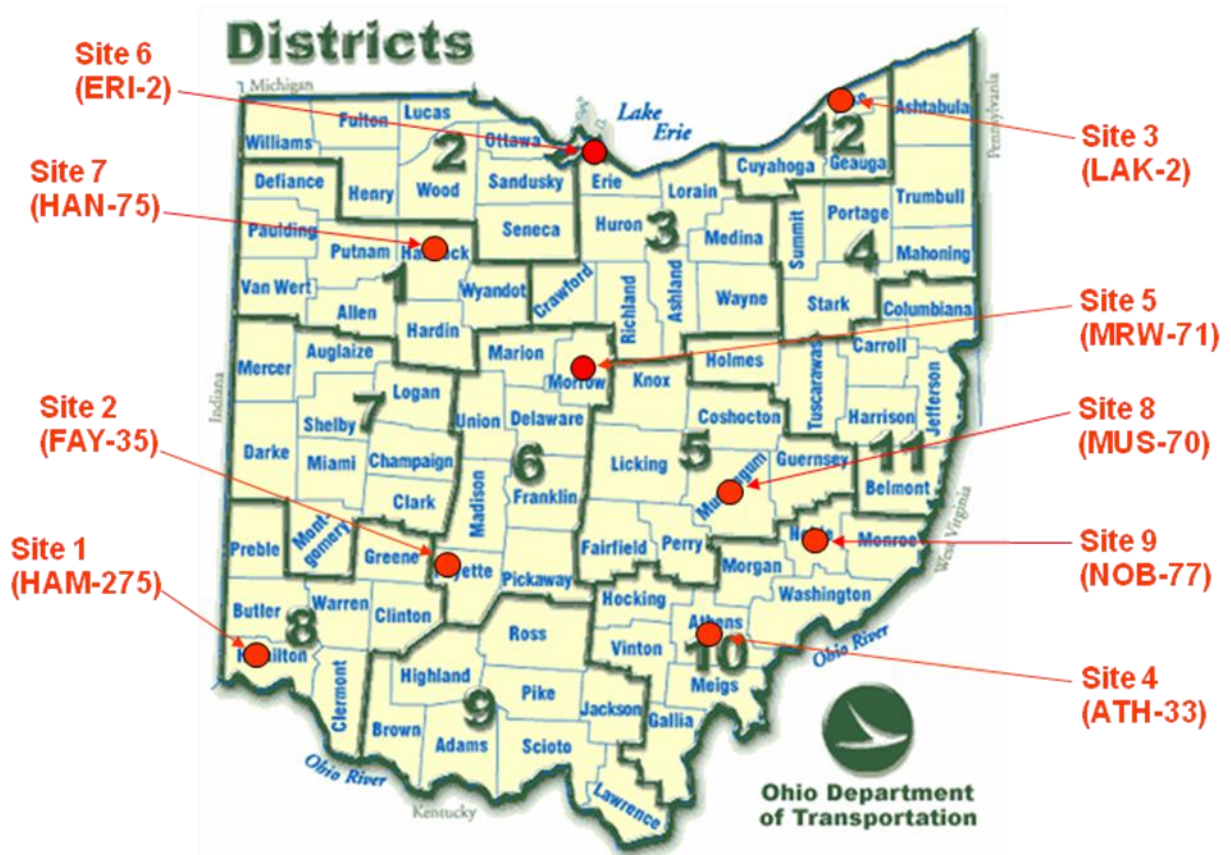 Districts
Site 6
(ERI-2)
Site 7
(HAN-75)
Site 2
(FAY-35)
Site 1
(HAM-275)
Site 3
(LAK-2)
Site 5
(MRW-71)
Site 8
(MUS-70)
Site 9
(NOB-77)
Site 4
(ATH-33)
Michigan
Lake
Erie
Pennsylvania
Indiana
West Virginia
Ohio River
Ohio River
Kentucky
Williams
Fulton
Lucas
Ottawa
2
Henry
Wood
Sandusky
Seneca
Defiance
Paulding
Putnam
Van Wert
Allen
1
Hardin
Wyandot
Erie
Lorain
Huron
3
Medina
Crawford
Richland
Ashland
Wayne
12
Cuyahoga
Geauga
Ashtabula
Trumbull
Portage
Summit
4
Mahoning
Stark
Columbiana
Carroll
Tuscarawas
Harrison
Jefferson
11
Belmont
Holmes
Knox
Coshocton
Licking
5
Guernsey
Fairfield
Perry
Marion
Morrow
Union
Delaware
6
Madison
Franklin
Pickaway
Mercer
Auglaize
Logan
Shelby
7
Darke
Miami
Champaign
Clark
Mont-
gomery
Preble
Greene
Butler
Warren
Clinton
8
Clermont
Highland
Ross
Pike
9
Brown
Adams
Scioto
Jackson
Lawrence
Hocking
Vinton
Athens
10
Meigs
Gallia
Morgan
Monroe
Washington
Ohio Department
of Transportation